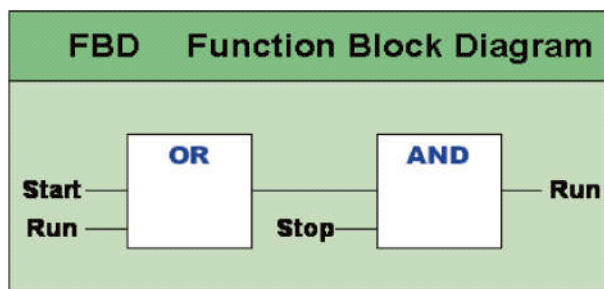 FBD Function Block Diagram
OR AND
Start Run
Run Stop